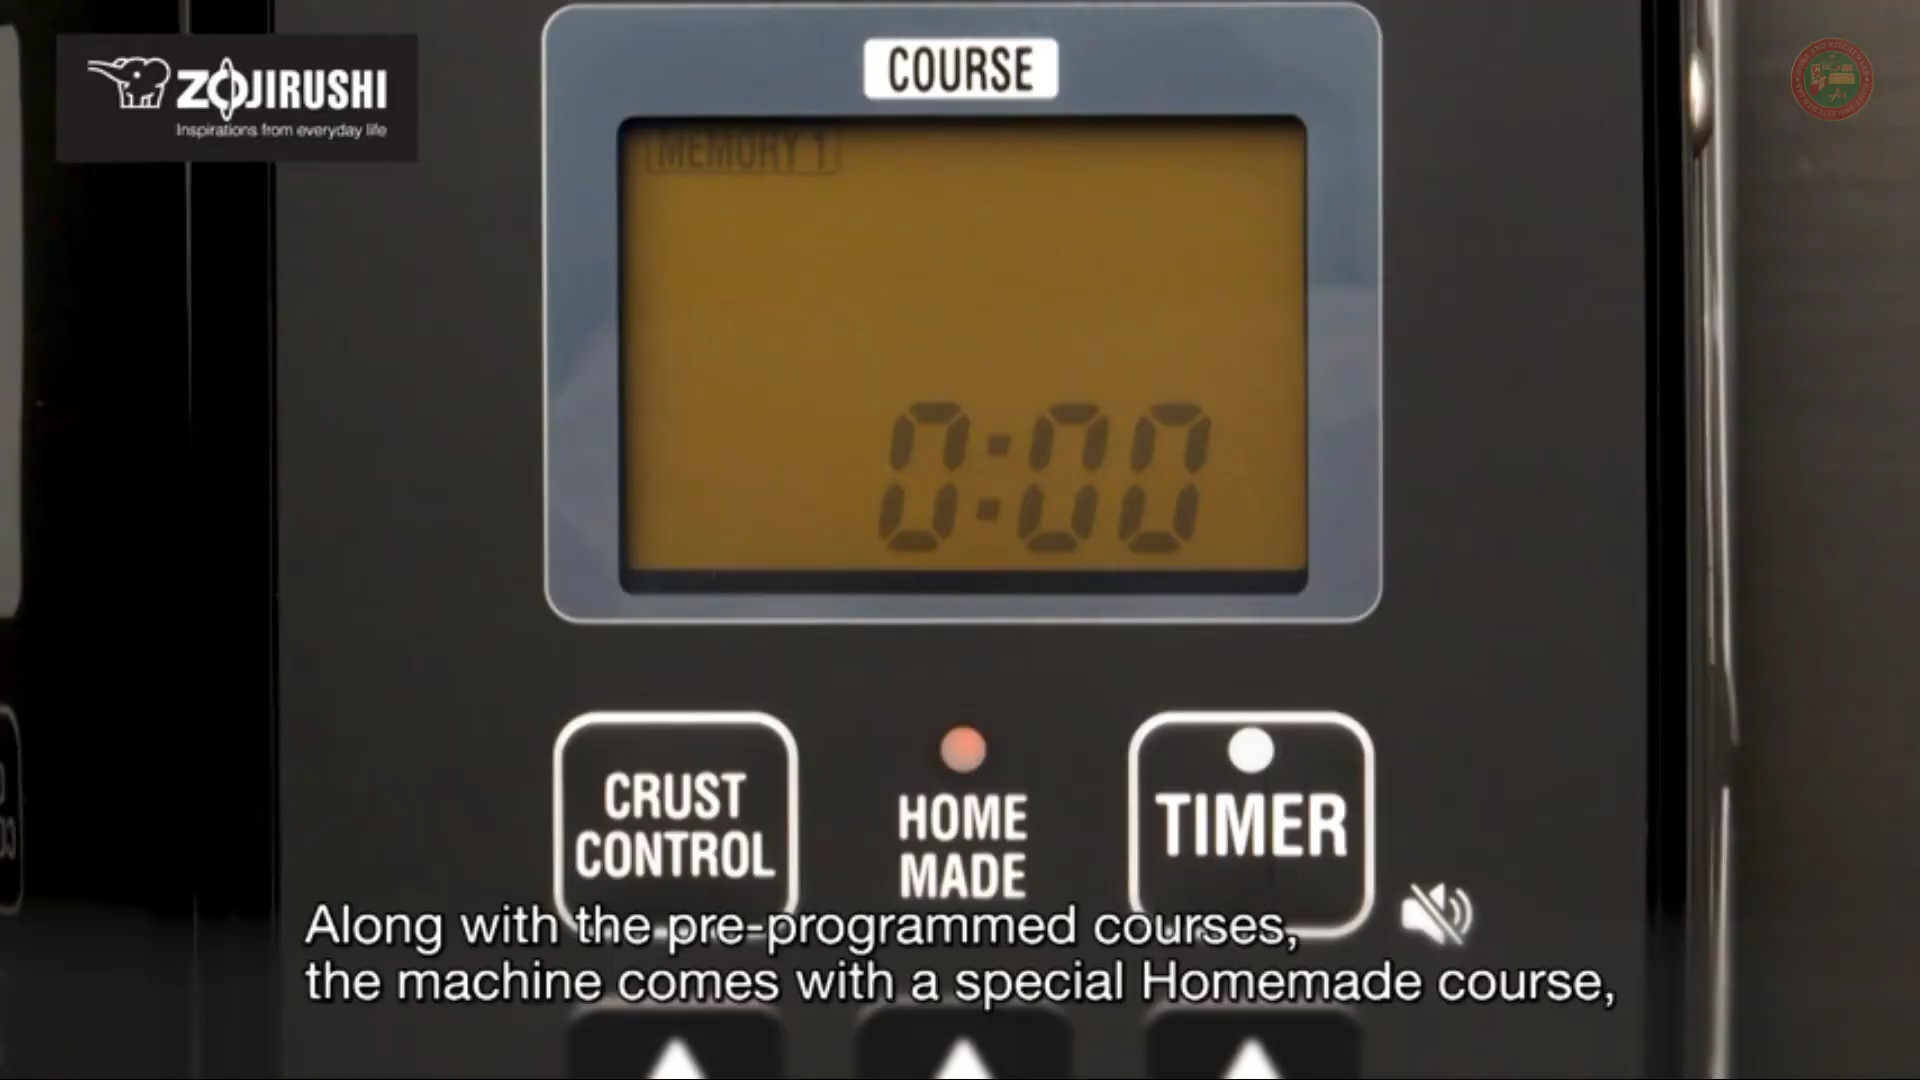 ZOJIRUSHI
Inspirations from everyday life
COURSE
MEMORY 1
0:00
CRUST
CONTROL
HOME
MADE
TIMER
Along with the pre-programmed courses,
the machine comes with a special Homemade course,